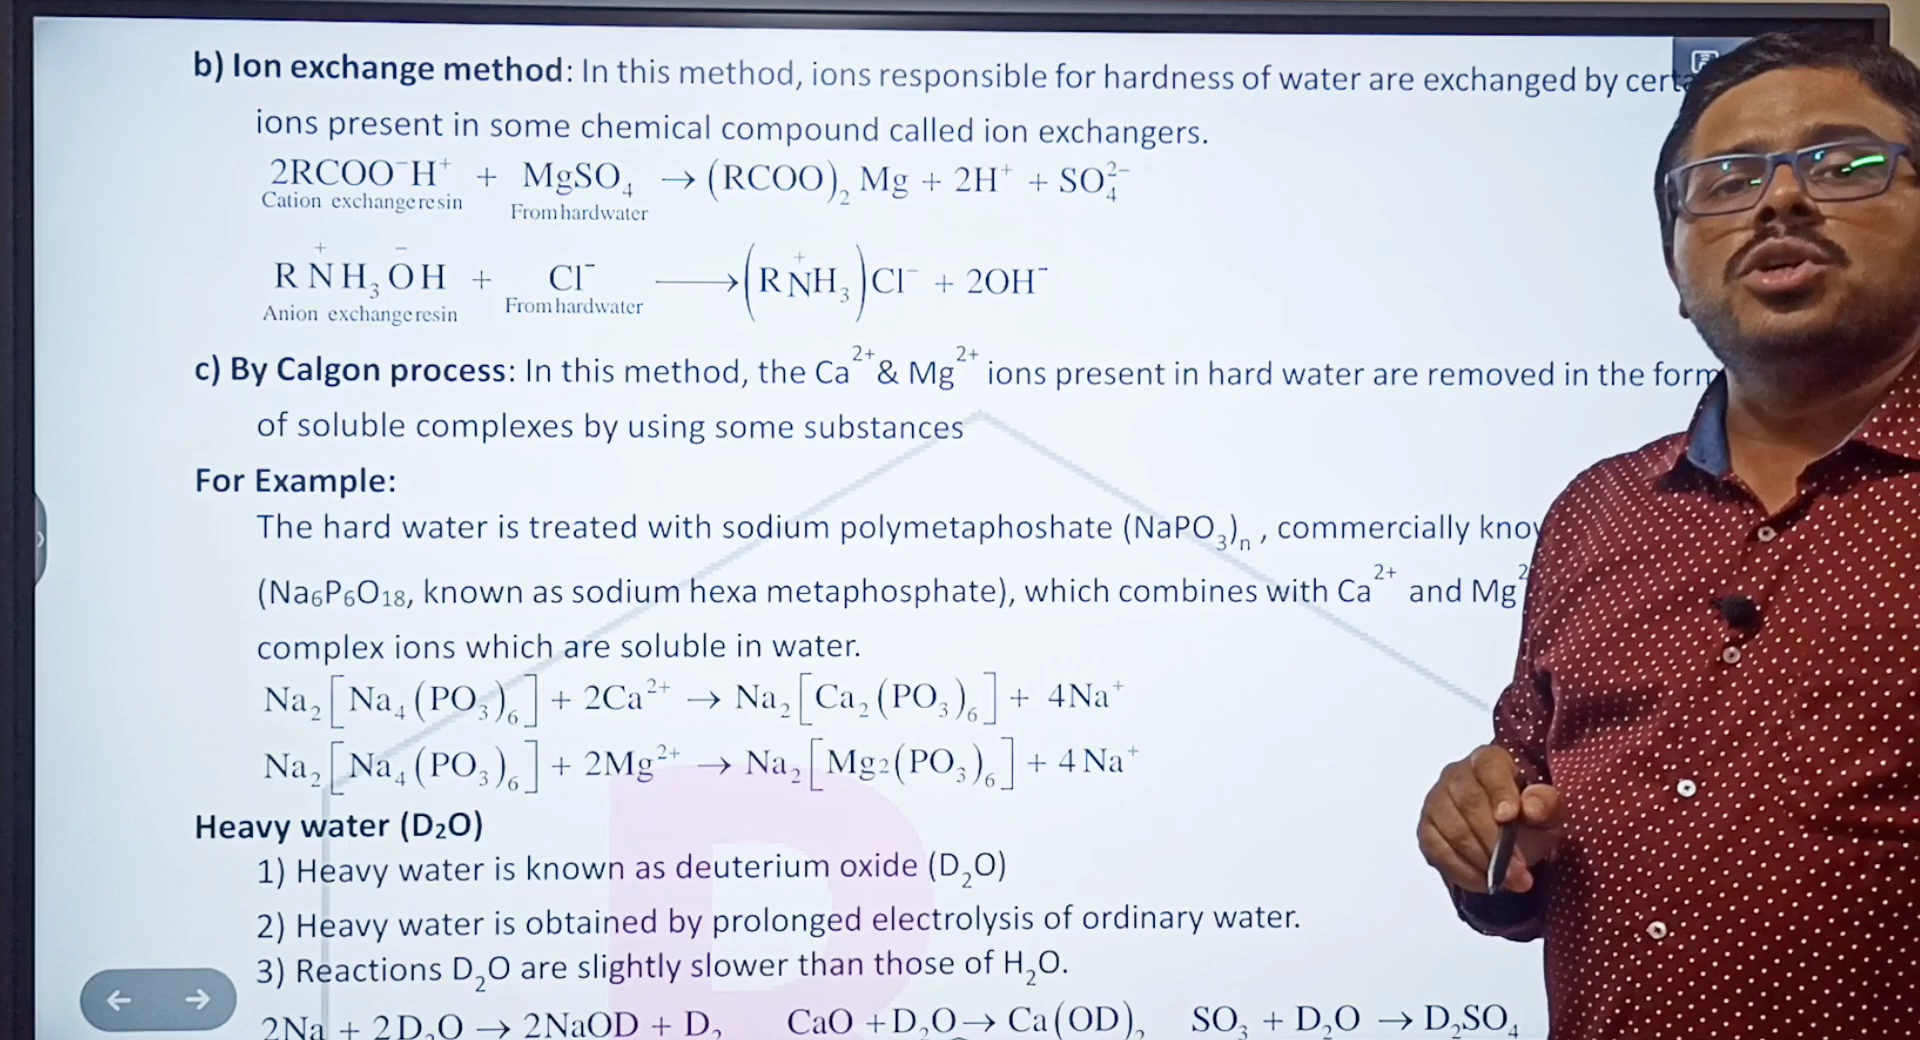 b) Ion exchange method: In this method, ions responsible for hardness of water are exchanged by
ions present in some chemical compound called ion exchangers.
2RCOO⁻H⁺ + MgSO₄ → (RCOO)₂ Mg + 2H⁺ + SO₄²⁻
Cation exchange resin From hard water
R N⁺H₃ O⁻H + Cl⁻ ⟶ (R N⁺H₃)Cl⁻ + 2OH⁻
Anion exchange resin From hard water
c) By Calgon process: In this method, the Ca²⁺ & Mg²⁺ ions present in hard water are removed in the form
of soluble complexes by using some substances
For Example:
The hard water is treated with sodium polymetaphoshate (NaPO₃)ₙ , commercially
(Na₆P₆O₁₈, known as sodium hexa metaphosphate), which combines with Ca²⁺ and Mg
complex ions which are soluble in water.
Na₂[Na₄(PO₃)₆] + 2Ca²⁺ → Na₂[Ca₂(PO₃)₆] + 4Na⁺
Na₂[Na₄(PO₃)₆] + 2Mg²⁺ → Na₂[Mg2(PO₃)₆] + 4Na⁺
Heavy water (D₂O)
1) Heavy water is known as deuterium oxide (D₂O)
2) Heavy water is obtained by prolonged electrolysis of ordinary water.
3) Reactions D₂O are slightly slower than those of H₂O.
2Na + 2D₂O → 2NaOD + D₂ CaO + D₂O → Ca(OD)₂ SO₃ + D₂O → D₂SO₄